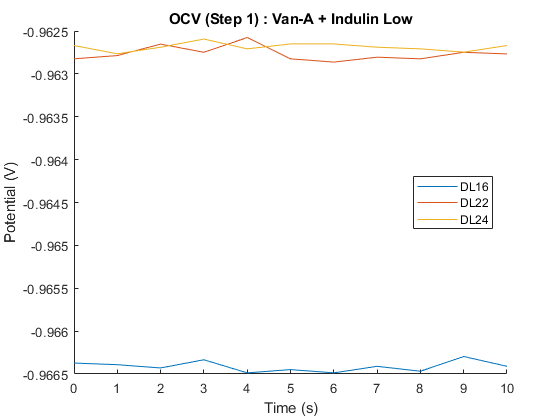 OCV (Step 1) : Van-A + Indulin Low
-0.9625
-0.963
-0.9635
-0.964
-0.9645
-0.965
-0.9655
-0.966
-0.9665
Potential (V)
DL16
DL22
DL24
0 1 2 3 4 5 6 7 8 9 10
Time (s)